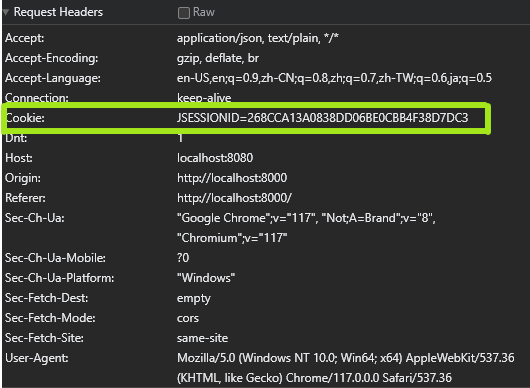 Request Headers Raw
Accept: application/json, text/plain, */*
Accept-Encoding: gzip, deflate, br
Accept-Language: en-US,en;q=0.9,zh-CN;q=0.8,zh;q=0.7,zh-TW;q=0.6,ja;q=0.5
Connection: keep-alive
Cookie: JSESSIONID=268CCA13A0838DD06BE0CBB4F38D7DC3
Dnt: 1
Host: localhost:8080
Origin: http://localhost:8000
Referer: http://localhost:8000/
Sec-Ch-Ua: "Google Chrome";v="117", "Not;A=Brand";v="8",
"Chromium";v="117"
Sec-Ch-Ua-Mobile: ?0
Sec-Ch-Ua-Platform: "Windows"
Sec-Fetch-Dest: empty
Sec-Fetch-Mode: cors
Sec-Fetch-Site: same-site
User-Agent: Mozilla/5.0 (Windows NT 10.0; Win64; x64) AppleWebKit/537.36
(KHTML, like Gecko) Chrome/117.0.0.0 Safari/537.36